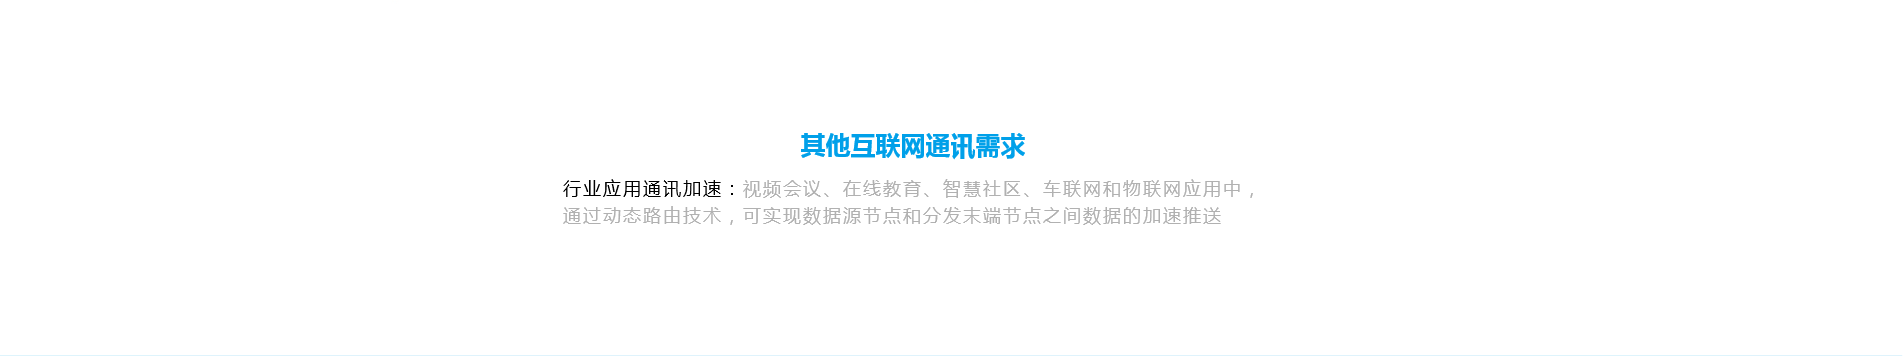 其他互联网通讯需求
行业应用通讯加速：视频会议、在线教育、智慧社区、车联网和物联网应用中，
通过动态路由技术，可实现数据源节点和分发末端节点之间数据的加速推送